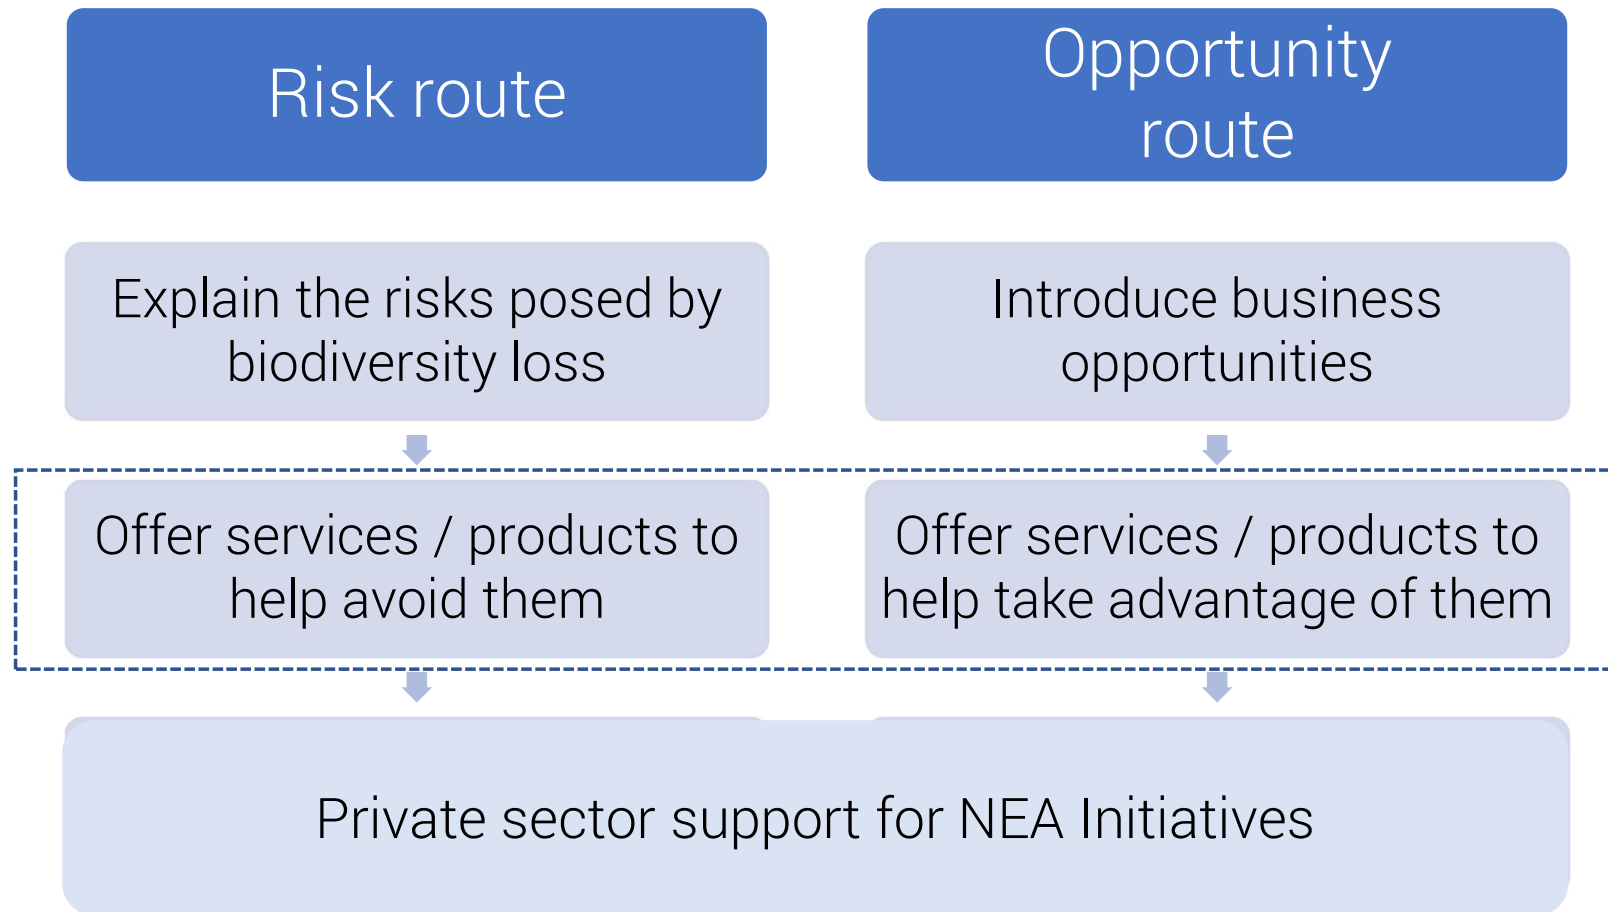 Risk route
Opportunity
route
Explain the risks posed by
biodiversity loss
Introduce business
opportunities
Offer services / products to
help avoid them
Offer services / products to
help take advantage of them
Private sector support for NEA Initiatives